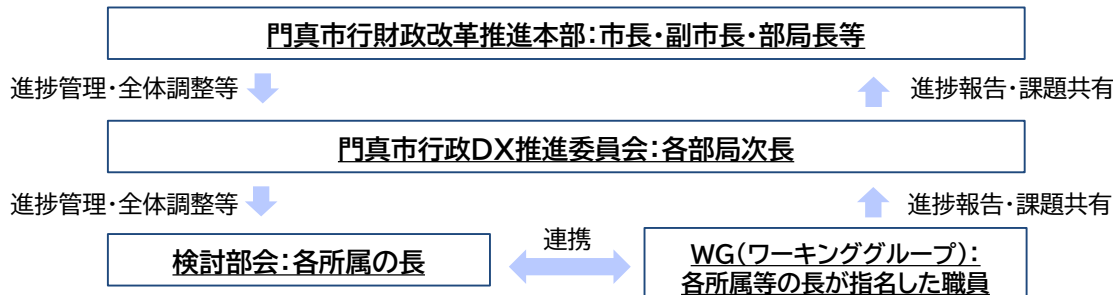 門真市行財政改革推進本部：市長・副市長・部局長等
進捗管理・全体調整等
進捗報告・課題共有
門真市行政DX推進委員会：各部局次長
進捗管理・全体調整等
進捗報告・課題共有
検討部会：各所属の長
連携
WG（ワーキンググループ）：
各所属等の長が指名した職員